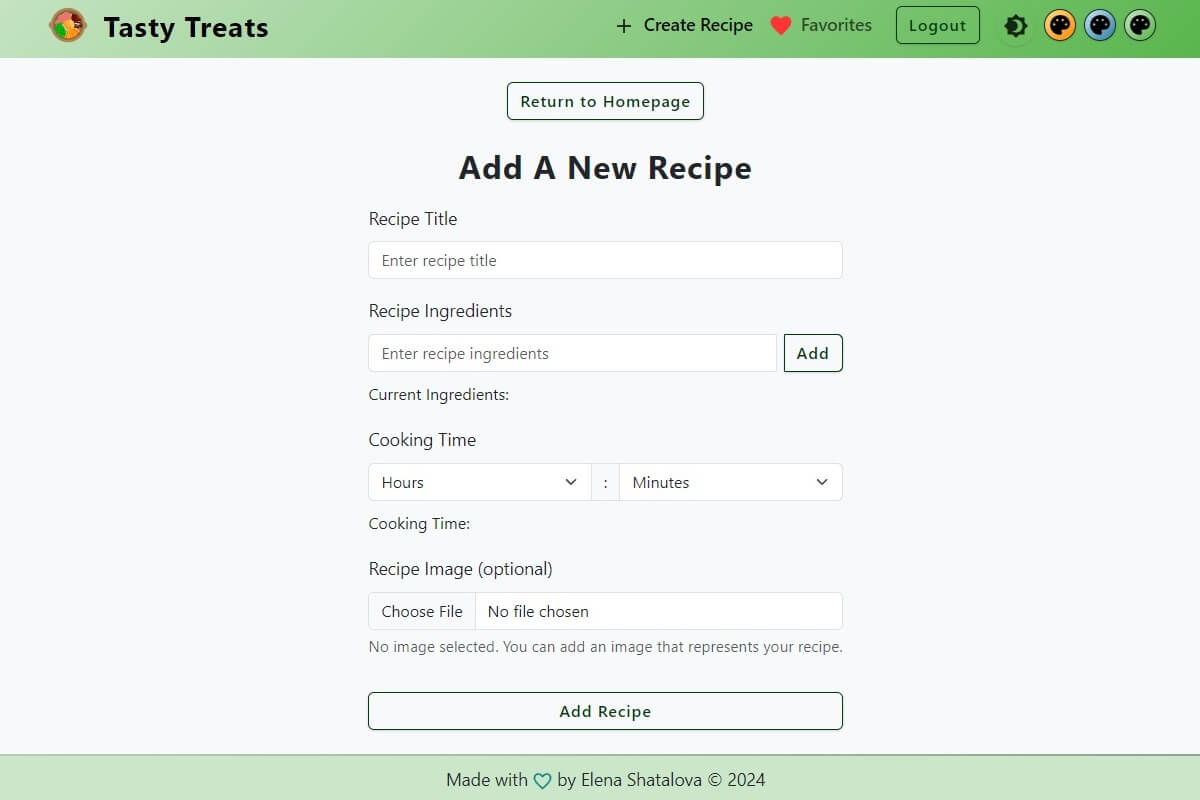 Tasty Treats
+ Create Recipe Favorites Logout
Return to Homepage
Add A New Recipe
Recipe Title
Enter recipe title
Recipe Ingredients
Enter recipe ingredients Add
Current Ingredients:
Cooking Time
Hours : Minutes
Cooking Time:
Recipe Image (optional)
Choose File No file chosen
No image selected. You can add an image that represents your recipe.
Add Recipe
Made with ♡ by Elena Shatalova © 2024